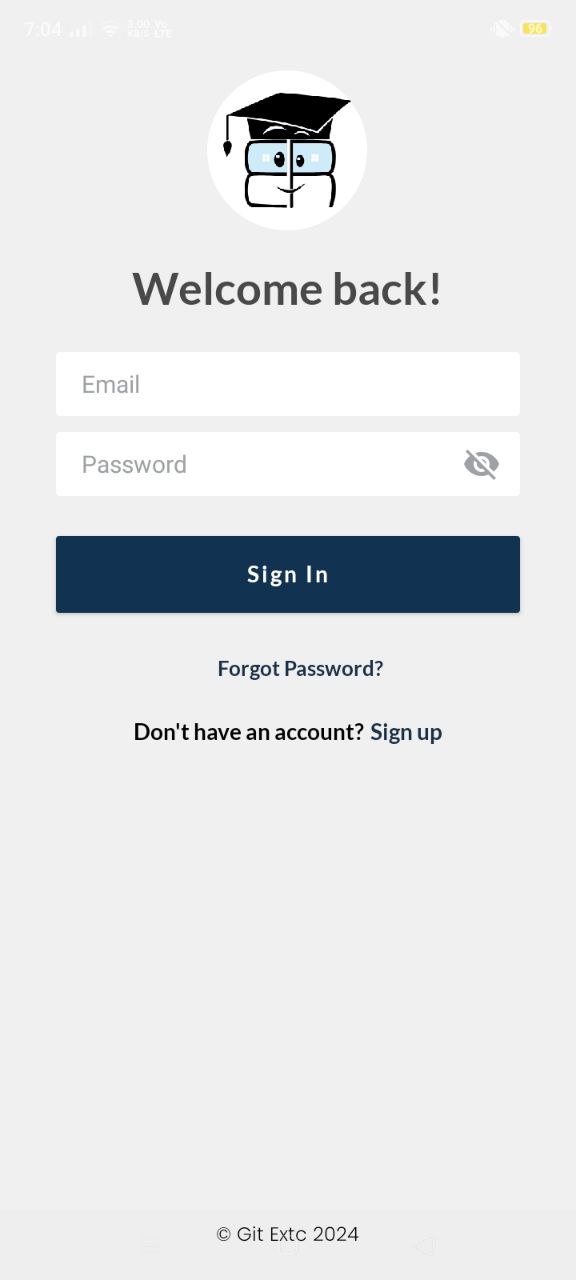 7:04 3.00 KB/S Vo LTE 96
Welcome back!
Email
Password
Sign In
Forgot Password?
Don't have an account? Sign up
© Git Extc 2024